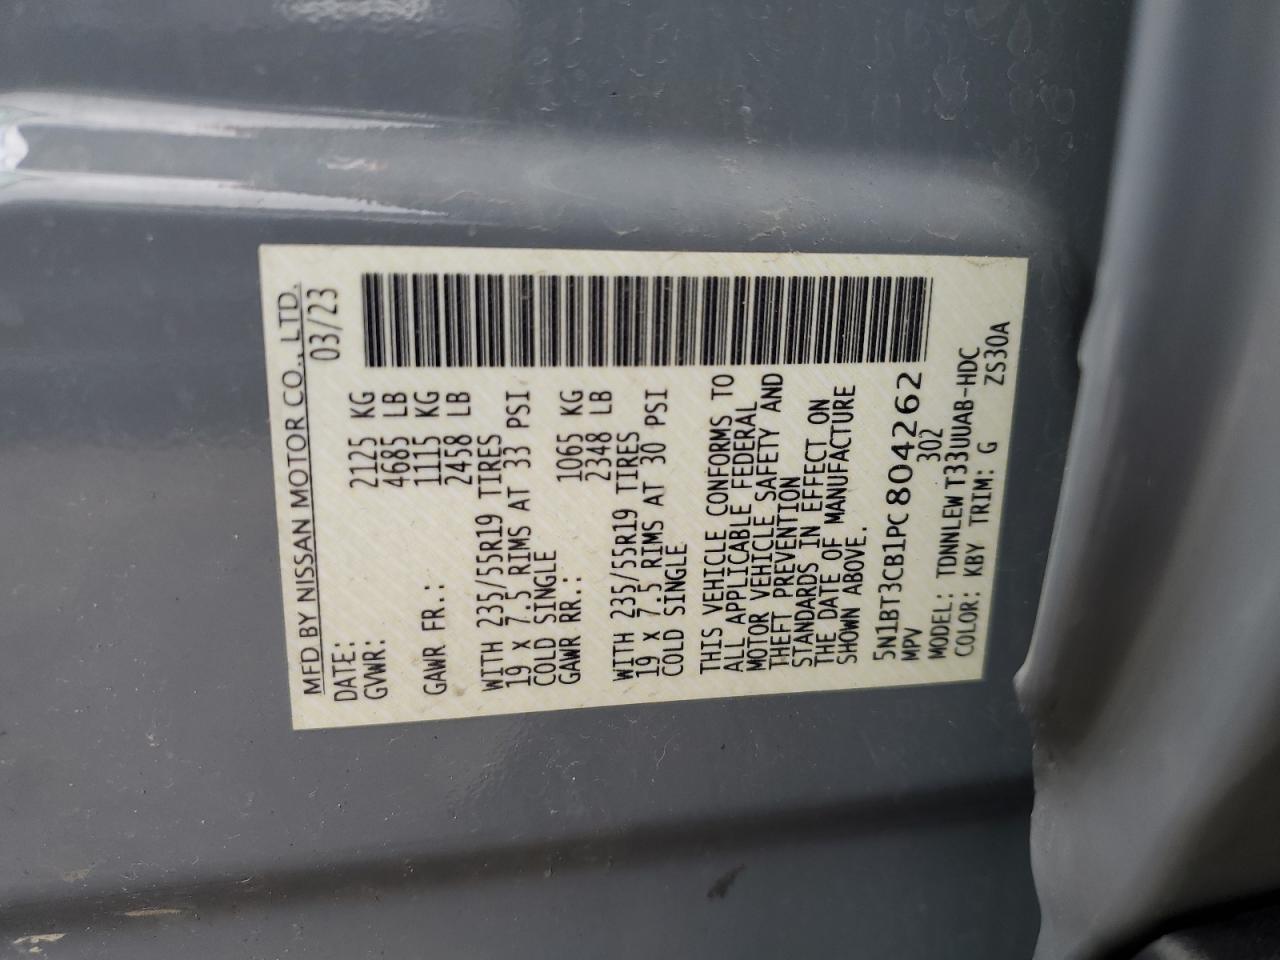 MFD BY NISSAN MOTOR CO., LTD.
DATE: 03/23
GVWR: 2125 KG
4685 LB
GAWR FR.: 1115 KG
2458 LB
WITH 235/55R19 TIRES
19 x 7.5 RIMS AT 33 PSI
COLD SINGLE
GAWR RR.: 1065 KG
2348 LB
WITH 235/55R19 TIRES
19 x 7.5 RIMS AT 30 PSI
COLD SINGLE
THIS VEHICLE CONFORMS TO
ALL APPLICABLE FEDERAL
MOTOR VEHICLE SAFETY AND
THEFT PREVENTION
STANDARDS IN EFFECT ON
THE DATE OF MANUFACTURE
SHOWN ABOVE.
5N1BT3CB1PC804262
MPV 302
MODEL: TDNNLEW T33UUAB-HDC
COLOR: KBY TRIM: G ZS30A